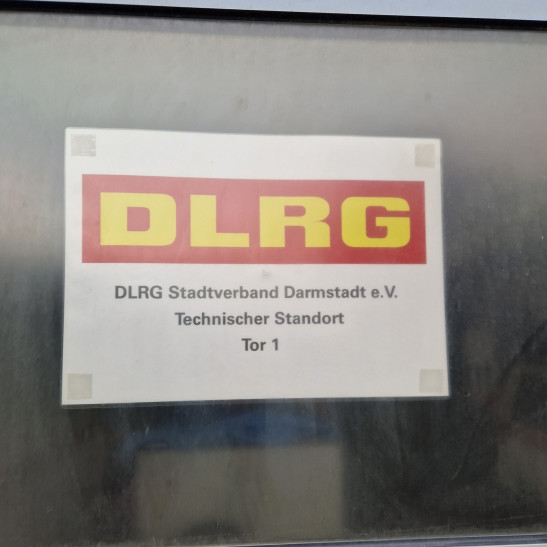 DLRG
DLRG Stadtverband Darmstadt e.V.
Technischer Standort
Tor 1